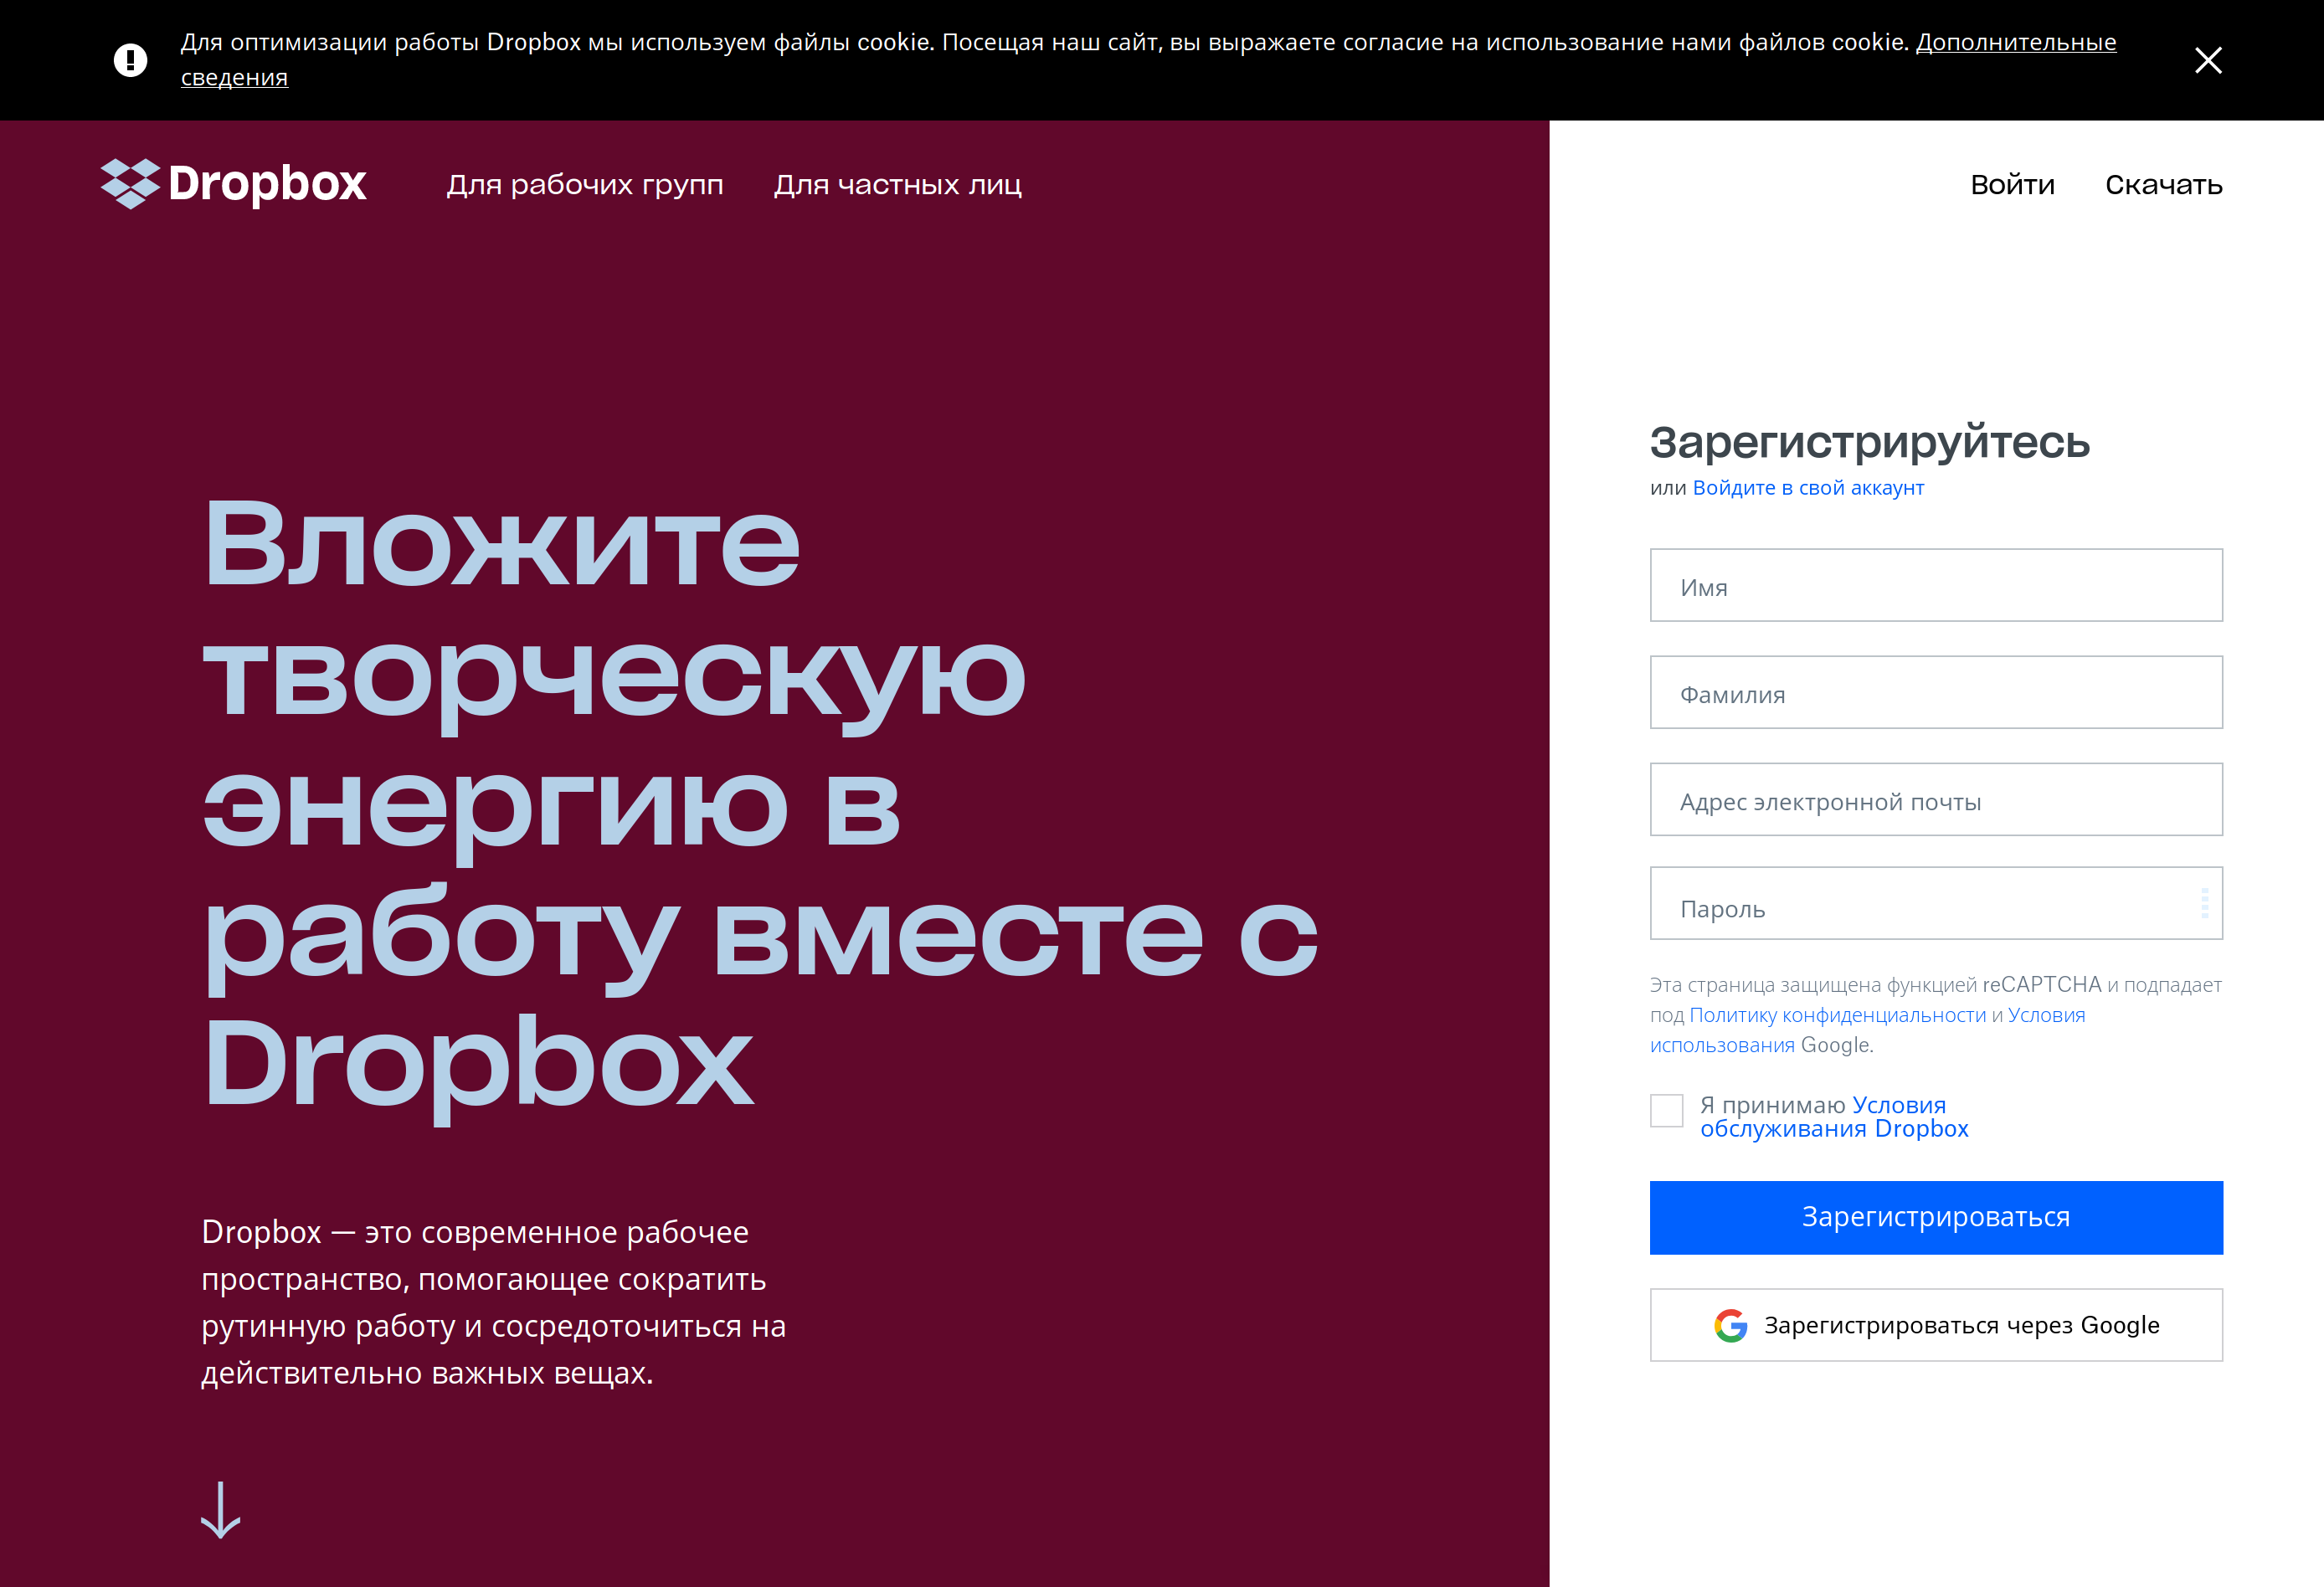 Для оптимизации работы Dropbox мы используем файлы cookie. Посещая наш сайт, вы выражаете согласие на использование нами файлов cookie. Дополнительные
сведения
Dropbox
Для рабочих групп
Для частных лиц
Войти
Скачать
Вложите
творческую
энергию в
работу вместе с
Dropbox
Dropbox — это современное рабочее
пространство, помогающее сократить
рутинную работу и сосредоточиться на
действительно важных вещах.
Зарегистрируйтесь
или Войдите в свой аккаунт
Имя
Фамилия
Адрес электронной почты
Пароль
Эта страница защищена функцией reCAPTCHA и подпадает
под Политику конфиденциальности и Условия
использования Google.
Я принимаю Условия
обслуживания Dropbox
Зарегистрироваться
Зарегистрироваться через Google